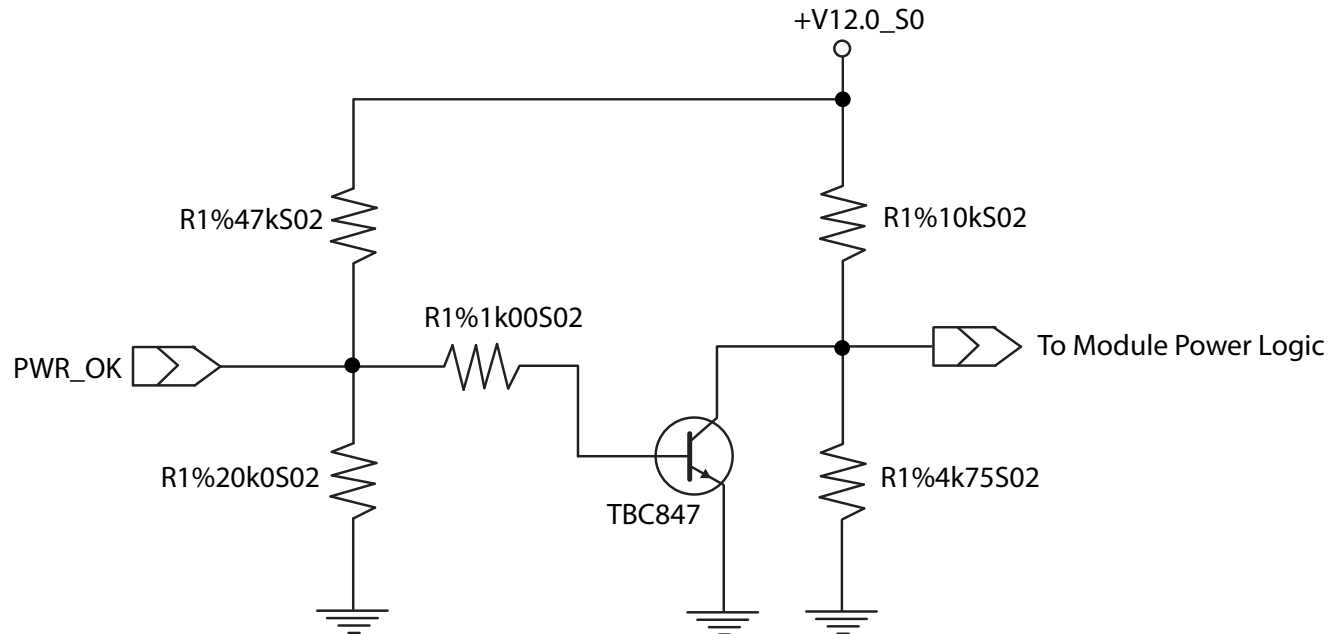 +V12.0_S0
R1%47kS02
R1%10kS02
R1%1k00S02
PWR_OK
To Module Power Logic
R1%20k0S02
R1%4k75S02
TBC847